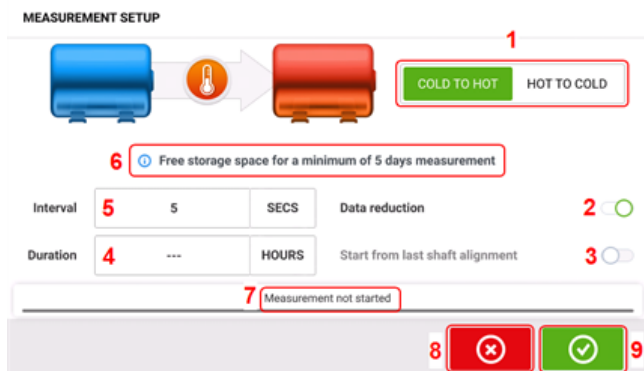 MEASUREMENT SETUP
1
COLD TO HOT HOT TO COLD
6 Free storage space for a minimum of 5 days measurement
Interval 5 5 SECS Data reduction 2
Duration 4 --- HOURS Start from last shaft alignment 3
7 Measurement not started
8 9